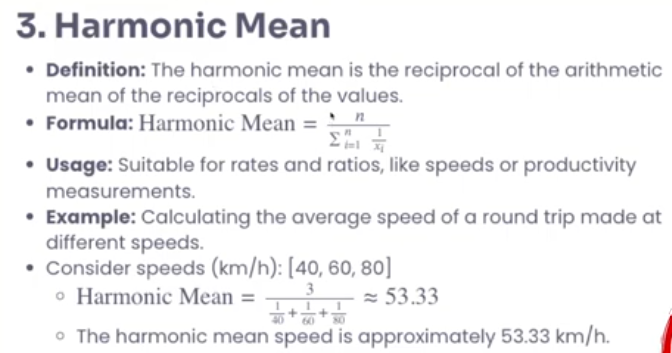 3. Harmonic Mean
• Definition: The harmonic mean is the reciprocal of the arithmetic
mean of the reciprocals of the values.
• Formula: Harmonic Mean = n / Σⁿᵢ₌₁ 1/xᵢ
• Usage: Suitable for rates and ratios, like speeds or productivity
measurements.
• Example: Calculating the average speed of a round trip made at
different speeds.
• Consider speeds (km/h): [40, 60, 80]
◦ Harmonic Mean = 3 / (1/40 + 1/60 + 1/80) ≈ 53.33
◦ The harmonic mean speed is approximately 53.33 km/h.